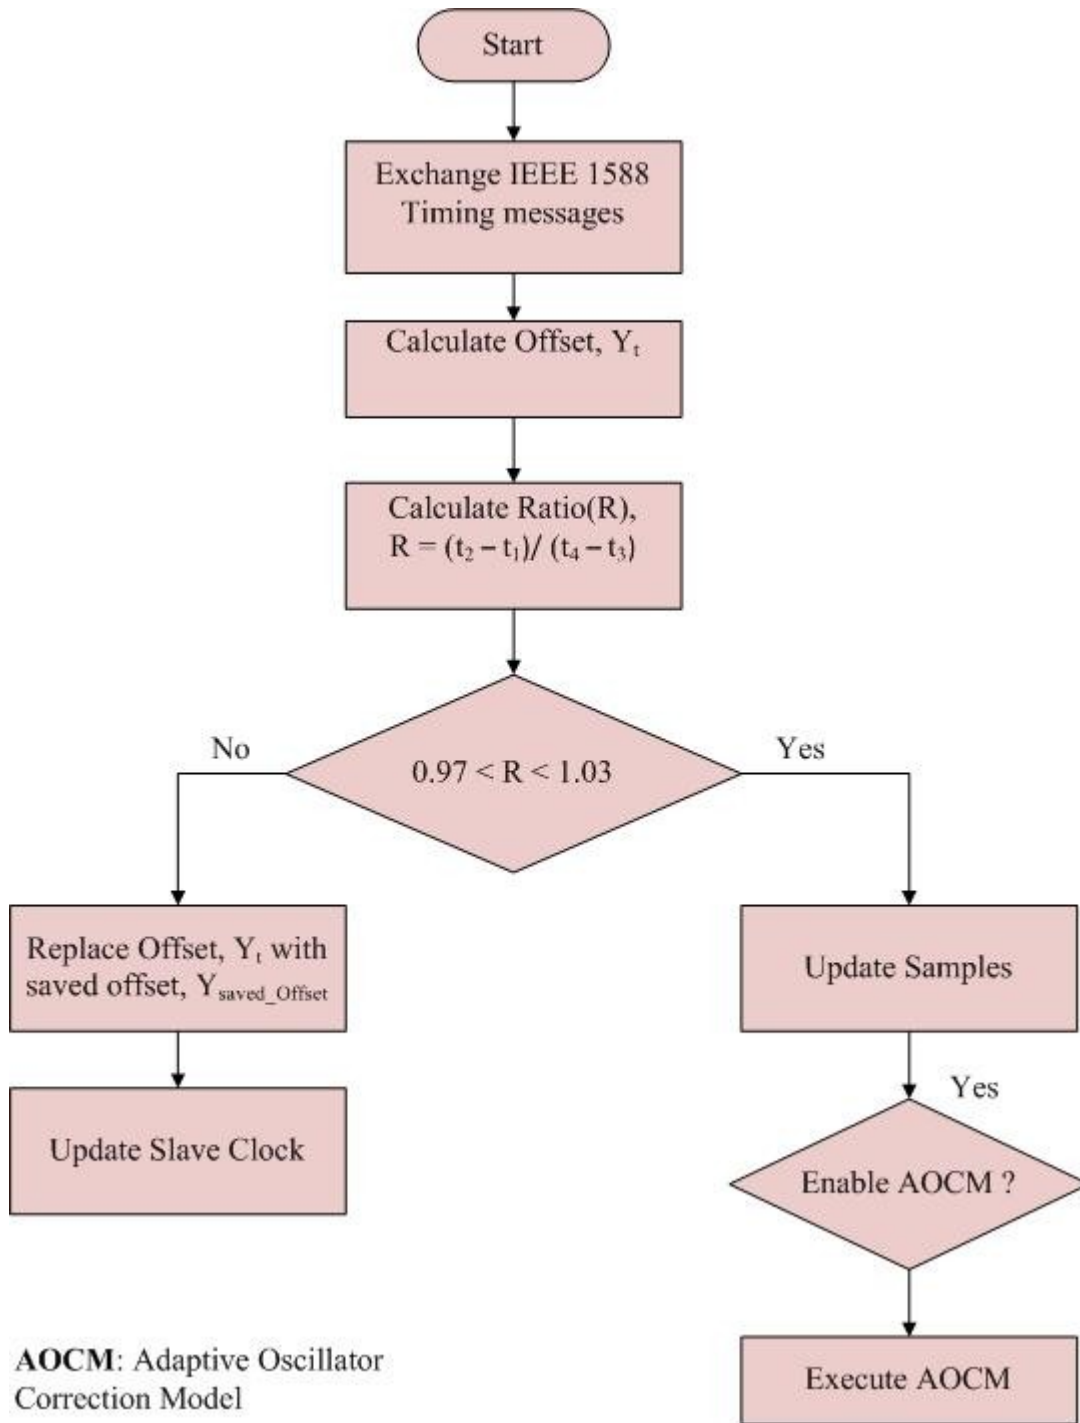 Start
Exchange IEEE 1588
Timing messages
Calculate Offset, Yₜ
Calculate Ratio(R),
R = (t₂ – t₁)/ (t₄ – t₃)
No
Yes
0.97 < R < 1.03
Replace Offset, Yₜ with
saved offset, Y_saved_Offset
Update Samples
Yes
Update Slave Clock
Enable AOCM ?
AOCM: Adaptive Oscillator
Correction Model
Execute AOCM